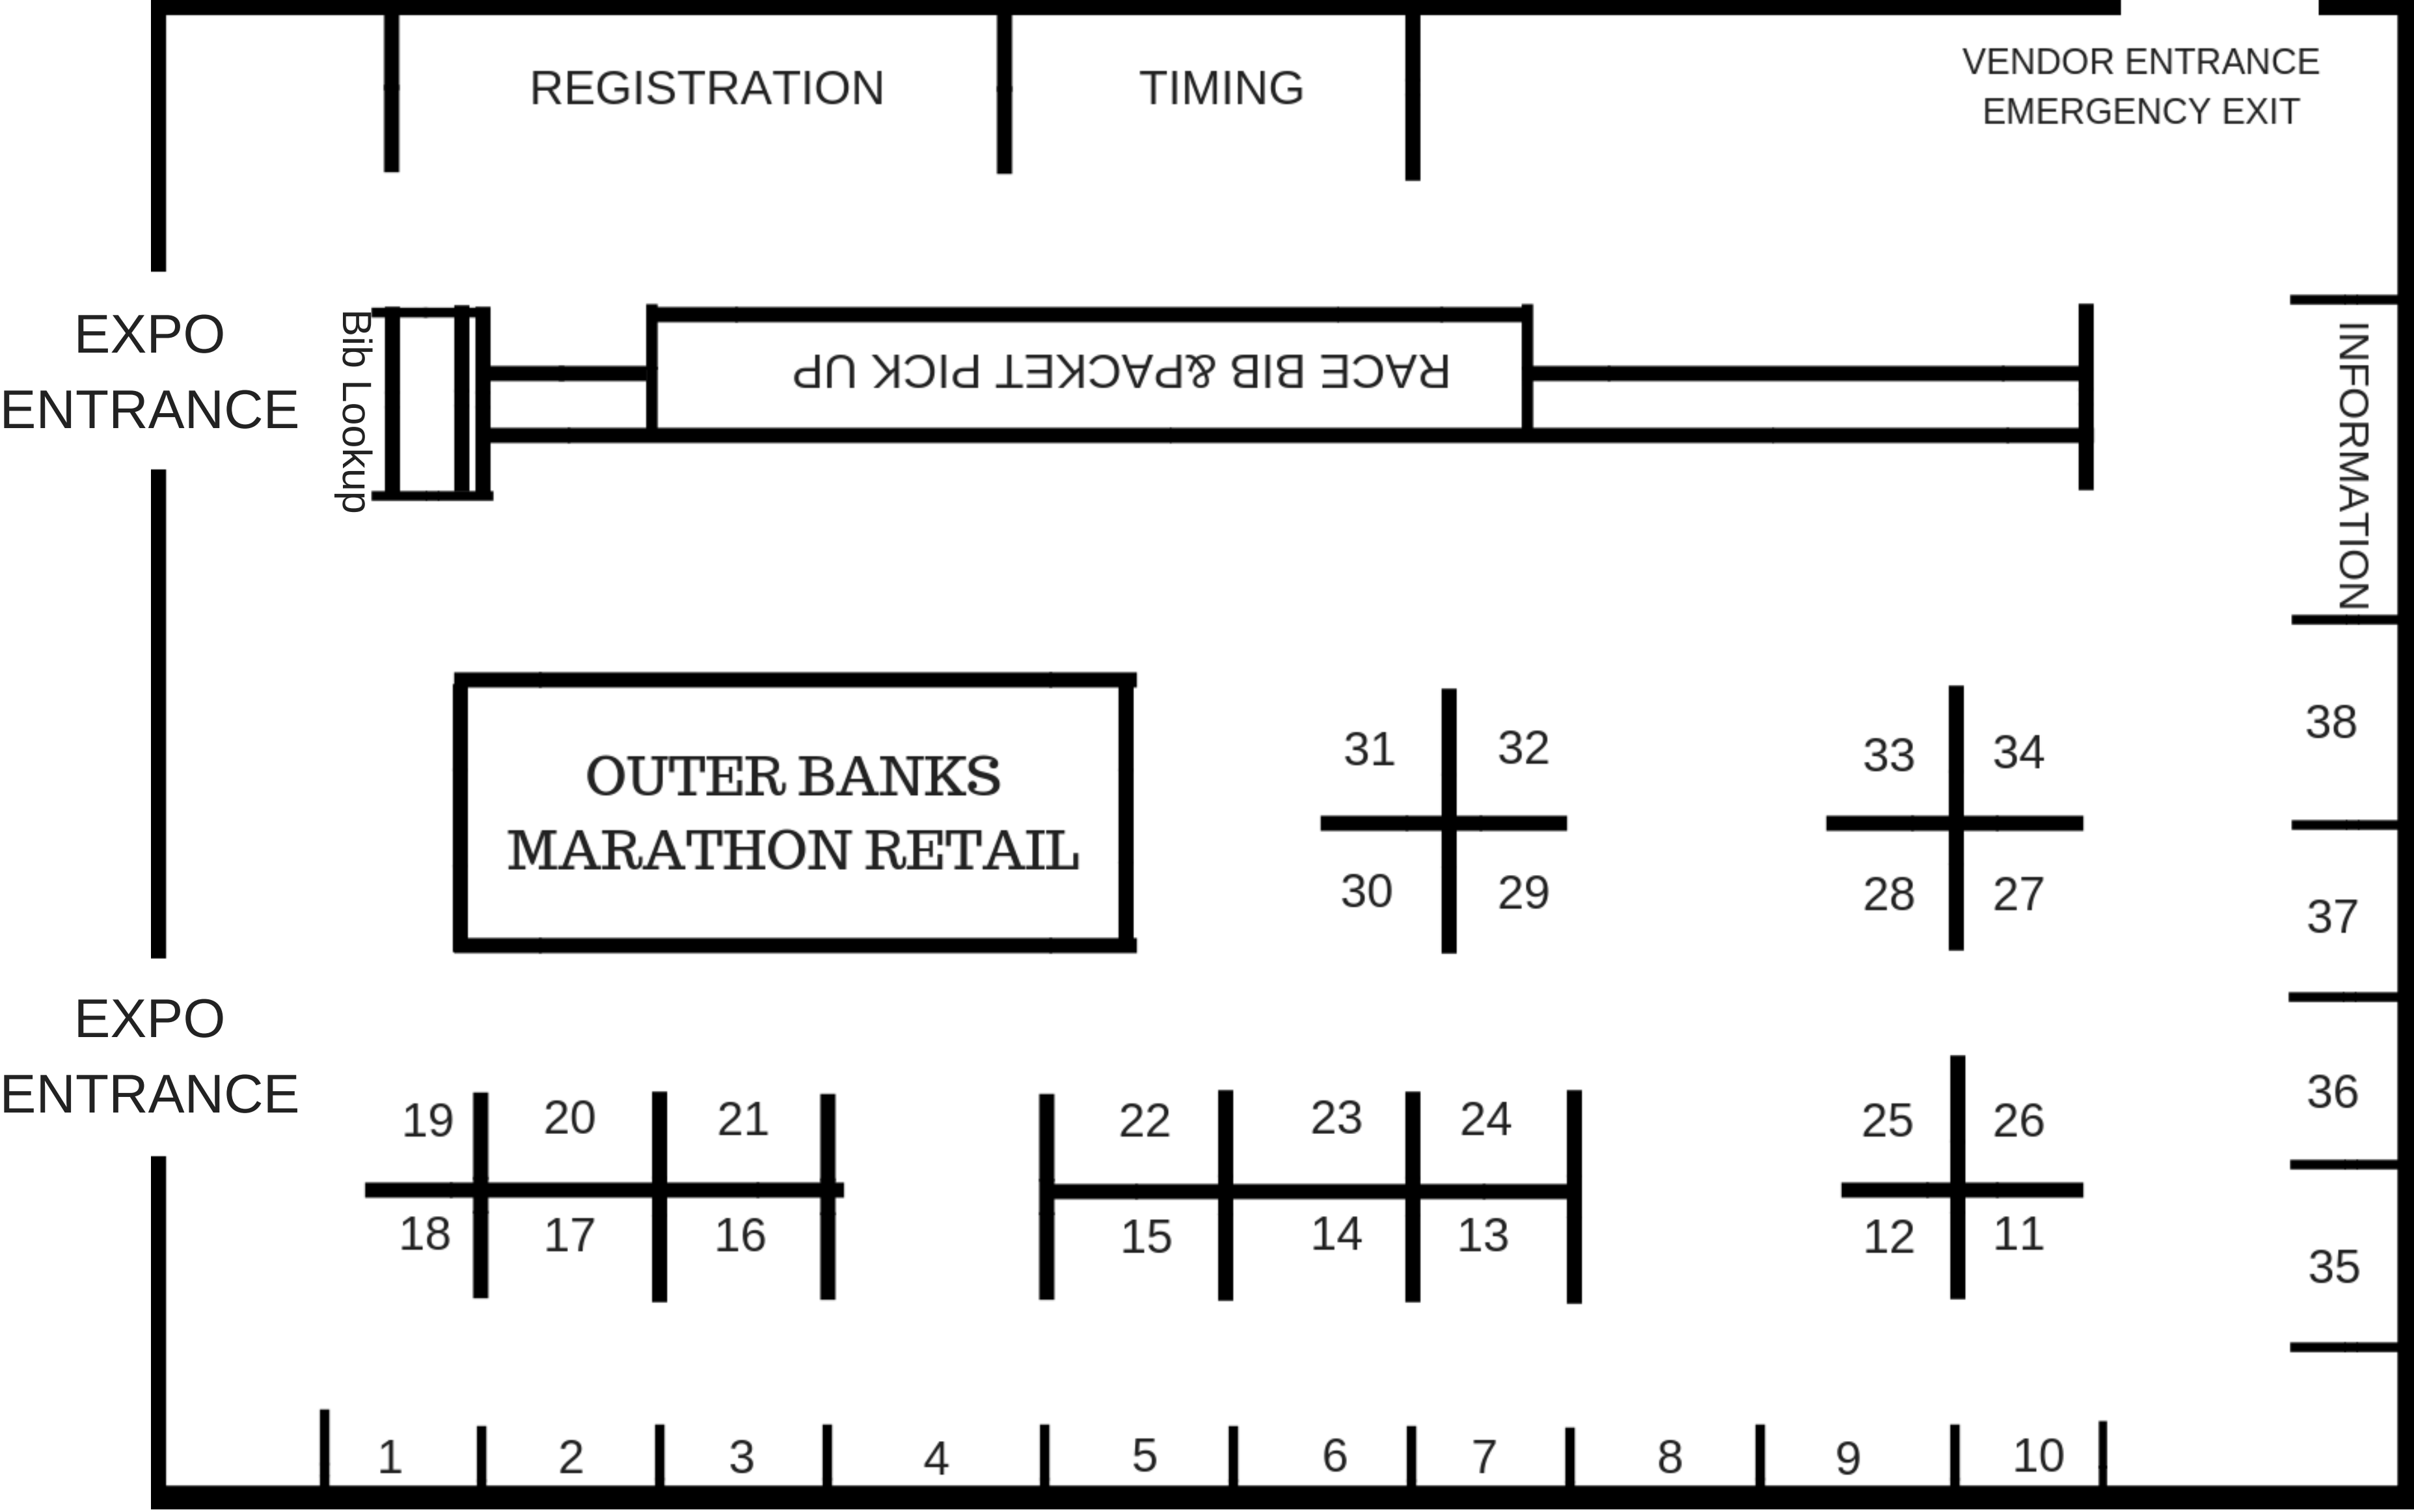 REGISTRATION
TIMING
VENDOR ENTRANCE
EMERGENCY EXIT
EXPO
ENTRANCE
Bib Lookup
RACE BIB &PACKET PICK UP
INFORMATION
OUTER BANKS
MARATHON RETAIL
31 32
30 29
33 34
28 27
38
37
36
35
EXPO
ENTRANCE
19 20 21
18 17 16
22 23 24
15 14 13
25 26
12 11
1 2 3 4 5 6 7 8 9 10